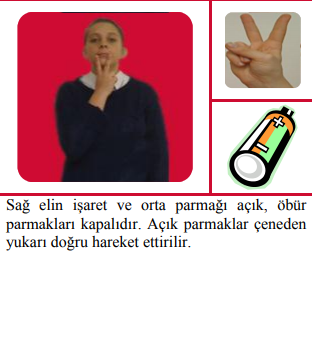 Sağ elin işaret ve orta parmağı açık, öbür
parmakları kapalıdır. Açık parmaklar çeneden
yukarı doğru hareket ettirilir.